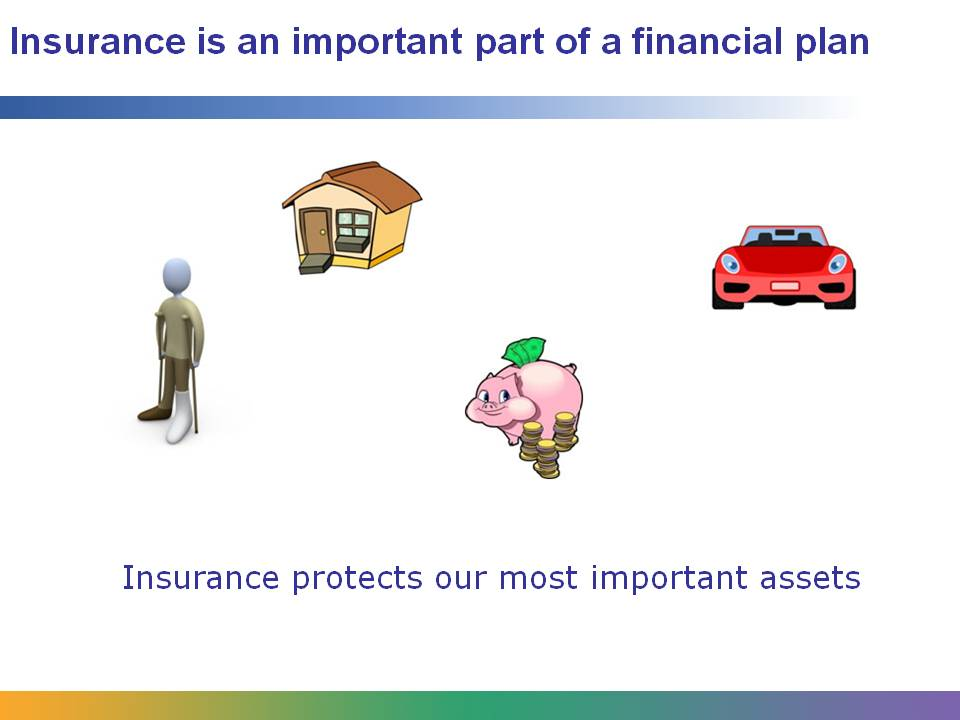 Insurance is an important part of a financial plan
Insurance protects our most important assets